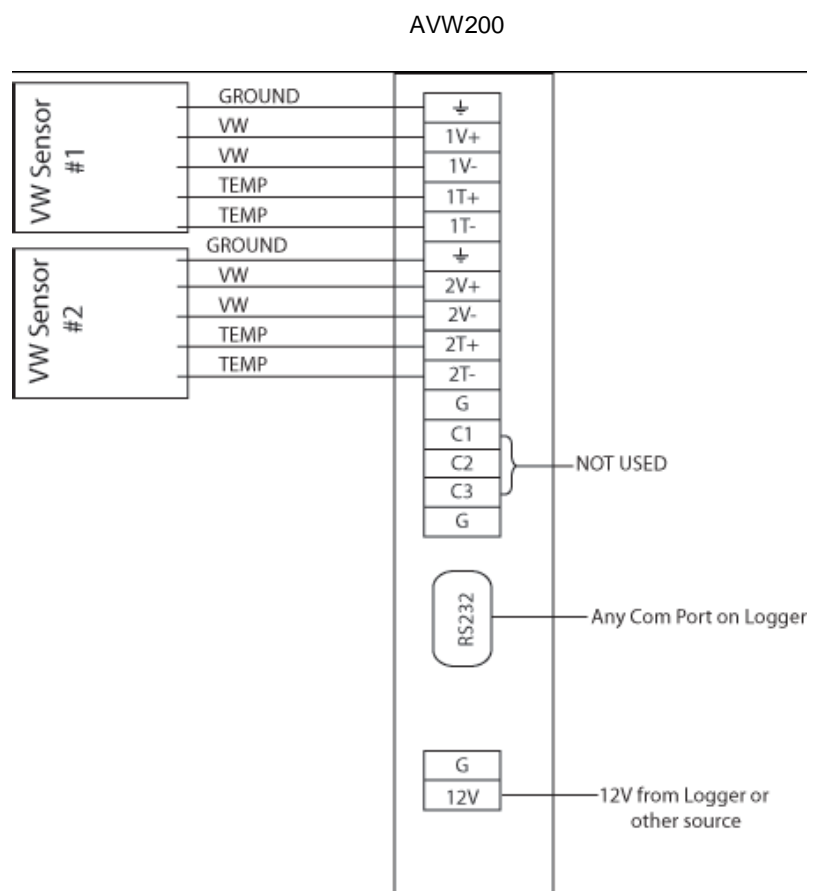 AVW200
VW Sensor
#1
GROUND
VW
VW
TEMP
TEMP
VW Sensor
#2
GROUND
VW
VW
TEMP
TEMP
⏚
1V+
1V-
1T+
1T-
⏚
2V+
2V-
2T+
2T-
G
C1
C2
C3
G
NOT USED
RS232
Any Com Port on Logger
G
12V
12V from Logger or
other source